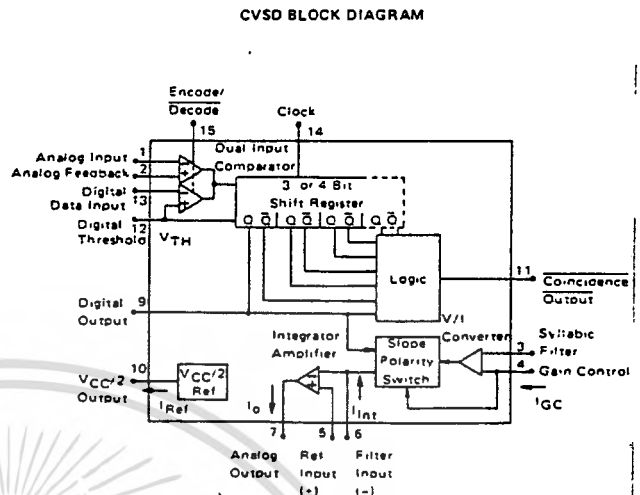 CVSD BLOCK DIAGRAM
Encode/
Decode
15
Clock
14
Dual Input
Comparator
1
Analog Input
2
Analog Feedback
Digital
Data Input
13
Digital
Threshold
12
VTH
3 or 4 Bit
Shift Register
Q Q̅ Q Q̅ Q Q̅ Q Q̅
Logic
11
Coincidence
Output
Digital
Output
9
V/I
Converter
Integrator
Amplifier
Slope
Polarity
Switch
Syllabic
Filter
3
4
Gain Control
IGC
10
VCC/2
Output
VCC/2
Ref
IRef
Io
IInt
7
5
6
Analog
Output
Ref
Input
(+)
Filter
Input
(−)